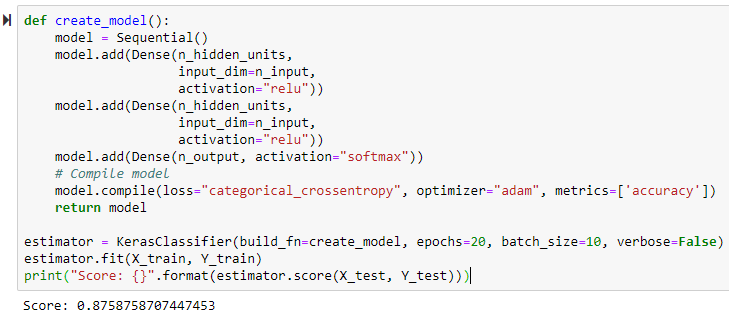 def create_model():
    model = Sequential()
    model.add(Dense(n_hidden_units,
                    input_dim=n_input,
                    activation="relu"))
    model.add(Dense(n_hidden_units,
                    input_dim=n_input,
                    activation="relu"))
    model.add(Dense(n_output, activation="softmax"))
    # Compile model
    model.compile(loss="categorical_crossentropy", optimizer="adam", metrics=['accuracy'])
    return model

estimator = KerasClassifier(build_fn=create_model, epochs=20, batch_size=10, verbose=False)
estimator.fit(X_train, Y_train)
print("Score: {}".format(estimator.score(X_test, Y_test)))
Score: 0.8758758707447453